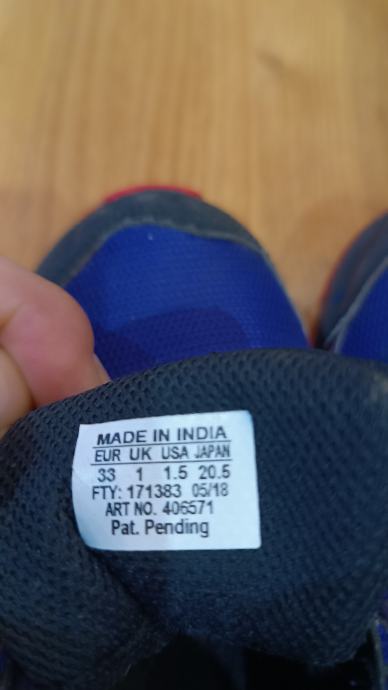 MADE IN INDIA
EUR UK USA JAPAN
33 1 1.5 20.5
FTY: 171383 05/18
ART NO. 406571
Pat. Pending